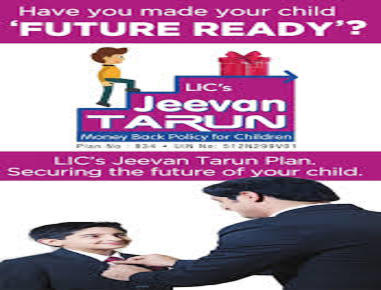 Have you made your child
‘FUTURE READY’?
LIC's
Jeevan
TARUN
Money Back Policy for Children
Plan No : 834 • UIN No: 512N299V01
LIC's Jeevan Tarun Plan.
Securing the future of your child.